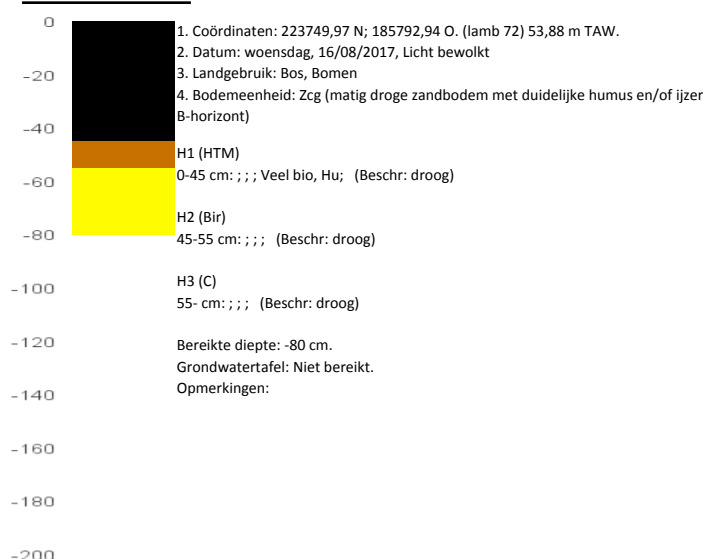 0
-20
-40
-60
-80
-100
-120
-140
-160
-180
-200
1. Coördinaten: 223749,97 N; 185792,94 O. (lamb 72) 53,88 m TAW.
2. Datum: woensdag, 16/08/2017, Licht bewolkt
3. Landgebruik: Bos, Bomen
4. Bodemeenheid: Zcg (matig droge zandbodem met duidelijke humus en/of ijzer
B-horizont)
H1 (HTM)
0-45 cm: ; ; ; Veel bio, Hu; (Beschr: droog)
H2 (Bir)
45-55 cm: ; ; ; (Beschr: droog)
H3 (C)
55- cm: ; ; ; (Beschr: droog)
Bereikte diepte: -80 cm.
Grondwatertafel: Niet bereikt.
Opmerkingen: